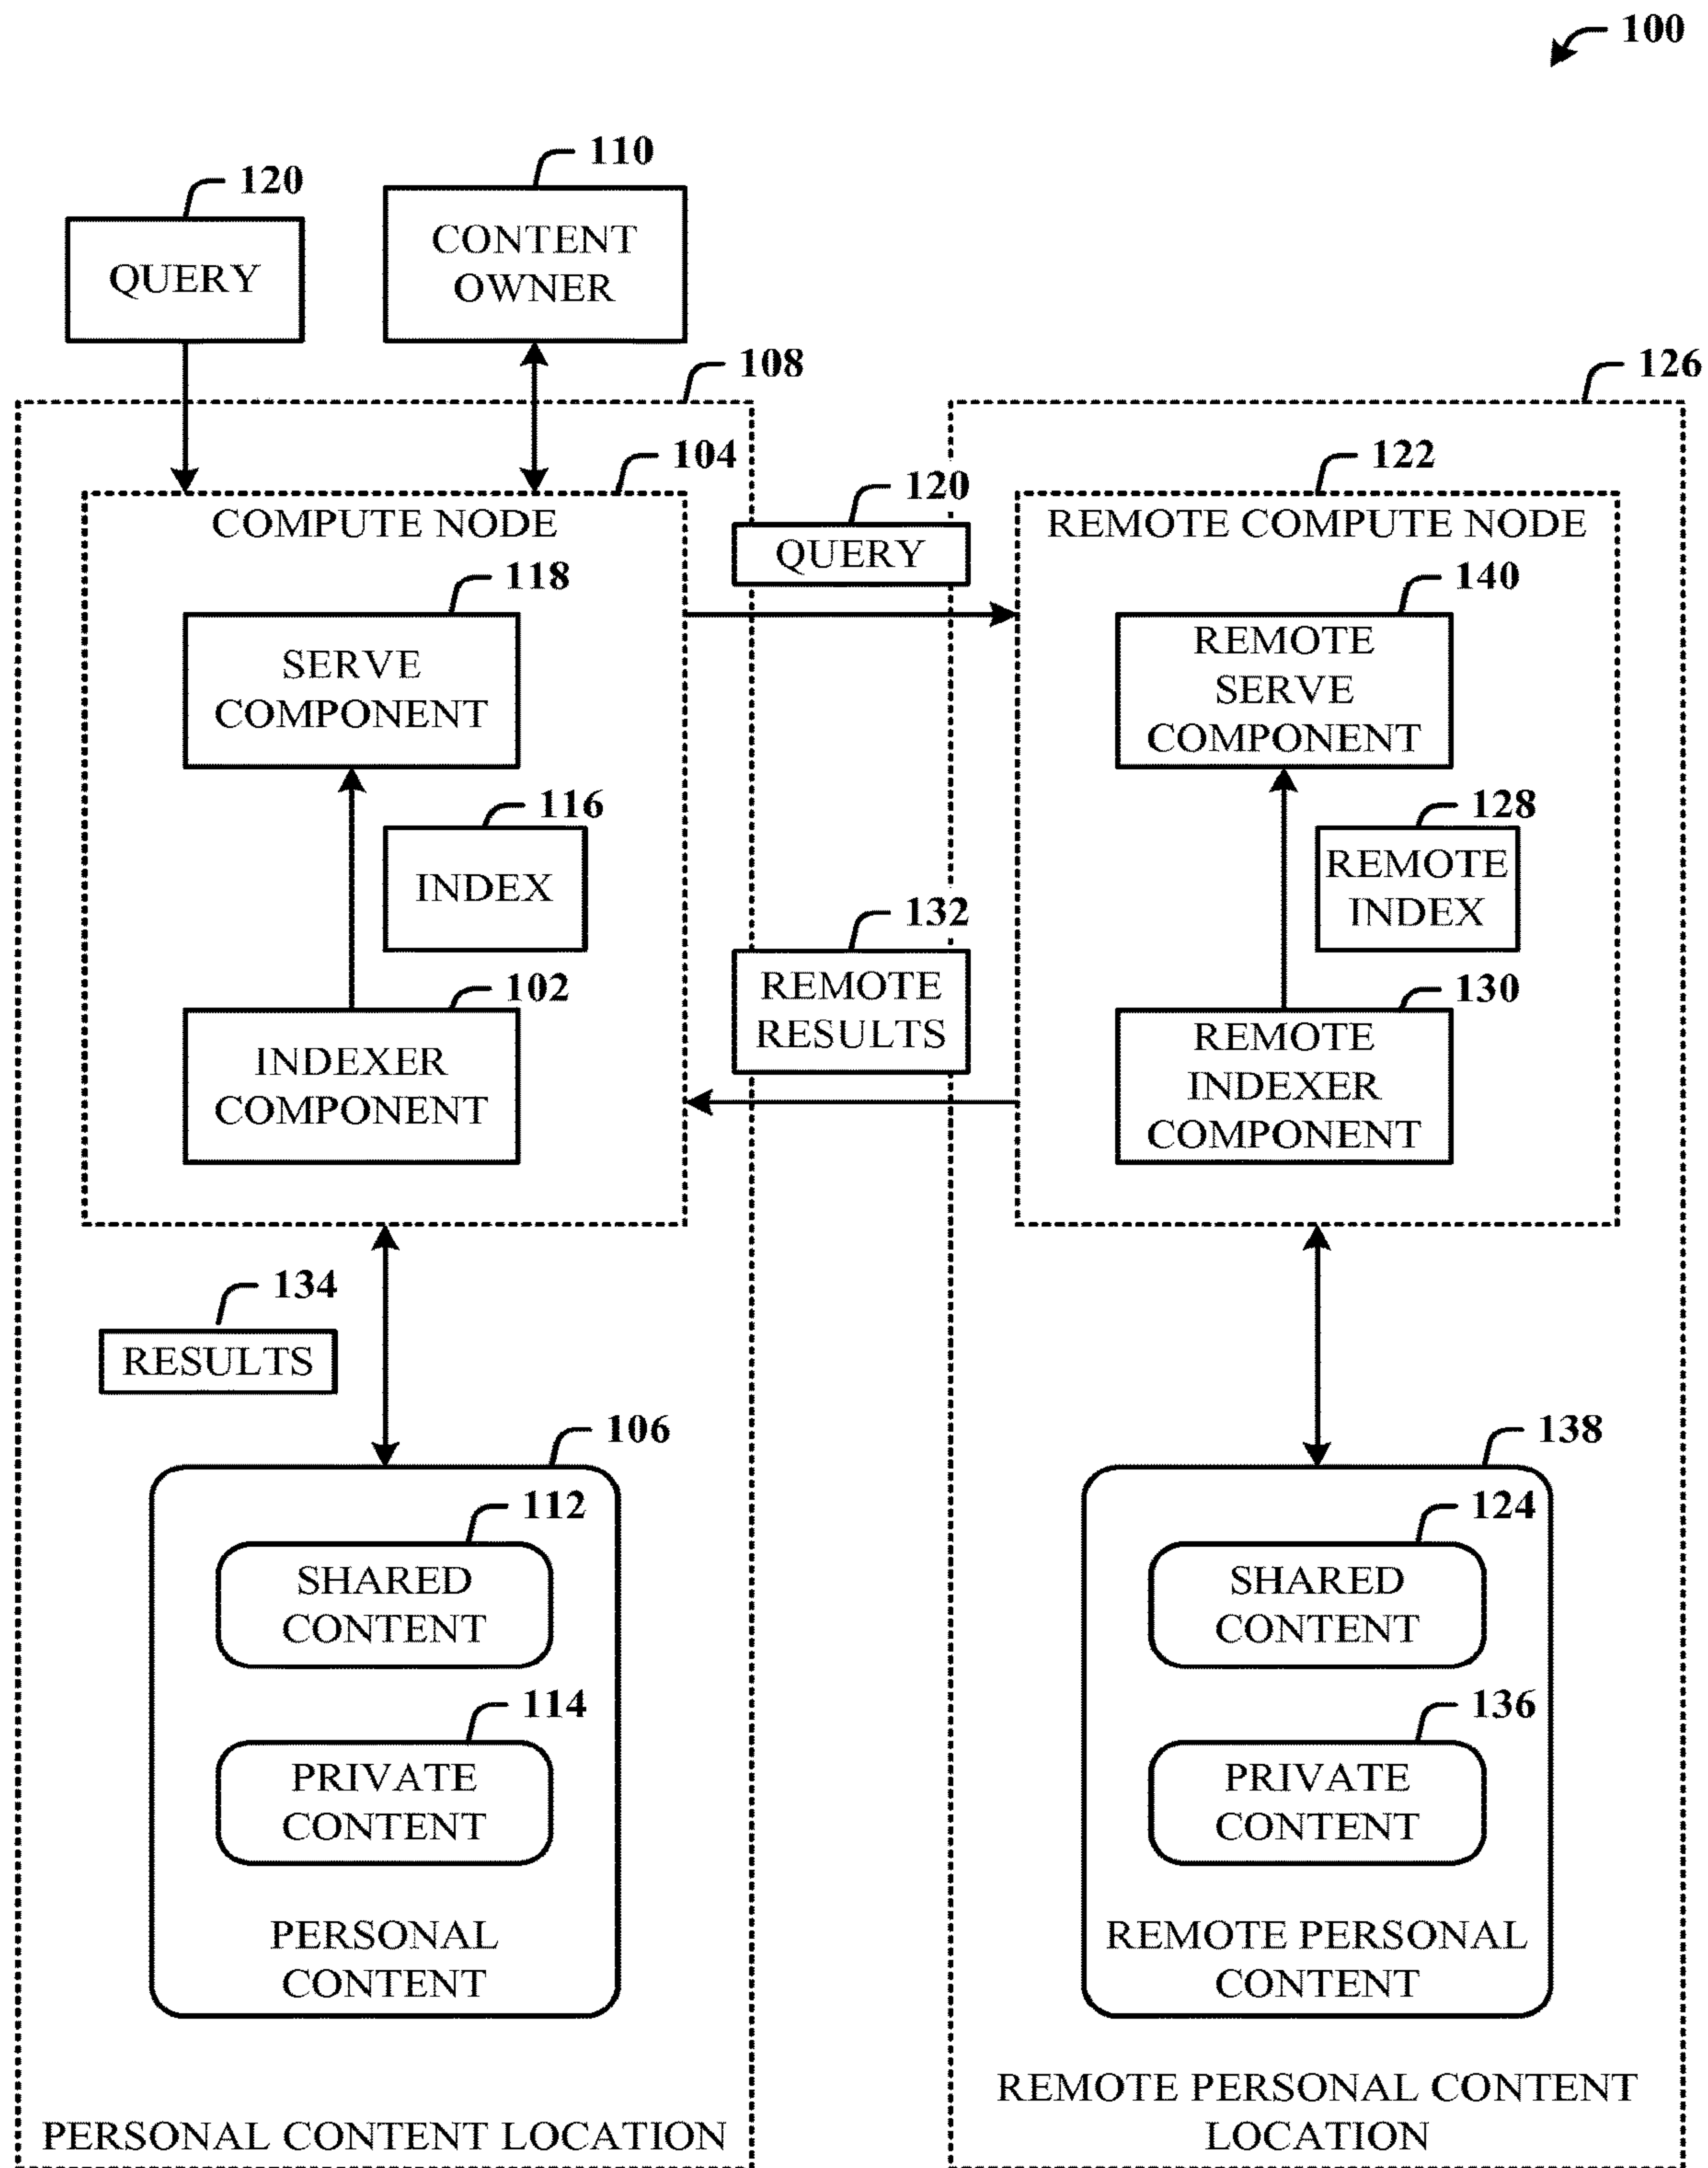 100
110
120
CONTENT
OWNER
QUERY
108
126
104
122
COMPUTE NODE
120
QUERY
REMOTE COMPUTE NODE
118
SERVE
COMPONENT
140
REMOTE
SERVE
COMPONENT
116
INDEX
128
REMOTE
INDEX
132
REMOTE
RESULTS
102
INDEXER
COMPONENT
130
REMOTE
INDEXER
COMPONENT
134
RESULTS
106
138
112
SHARED
CONTENT
124
SHARED
CONTENT
114
PRIVATE
CONTENT
136
PRIVATE
CONTENT
PERSONAL
CONTENT
REMOTE PERSONAL
CONTENT
PERSONAL CONTENT LOCATION
REMOTE PERSONAL CONTENT
LOCATION